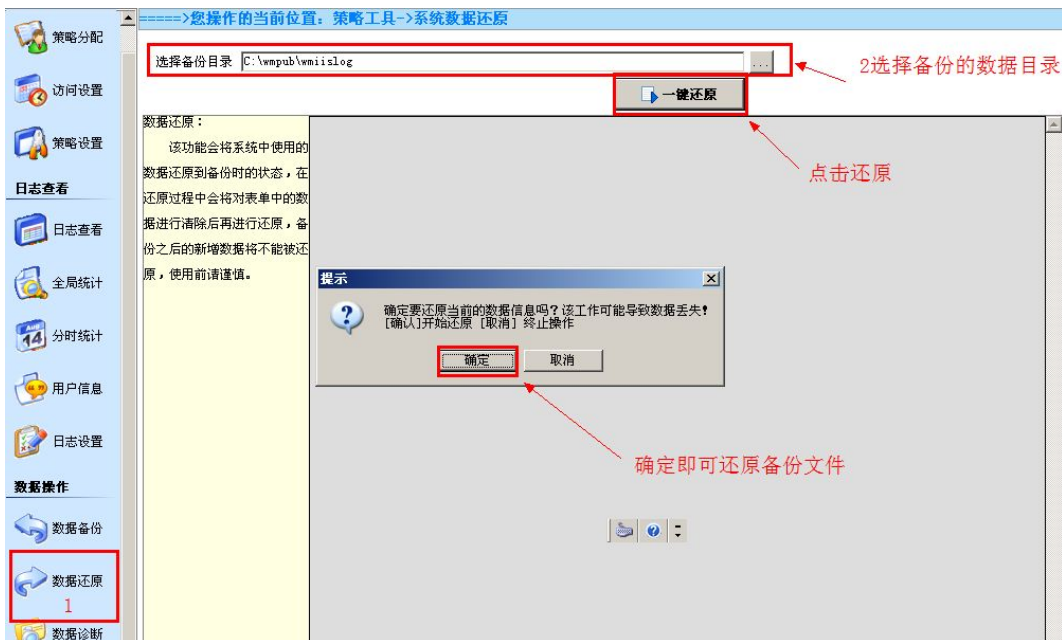 =====>您操作的当前位置：策略工具->系统数据还原
策略分配
访问设置
策略设置
日志查看
日志查看
全局统计
Aug
14
分时统计
用户信息
日志设置
数据操作
数据备份
数据还原
1
数据诊断
选择备份目录 C:\wmpub\wmiislog
...
2选择备份的数据目录
一键还原
点击还原
数据还原：
该功能会将系统中使用的
数据还原到备份时的状态，在
还原过程中会将对表单中的数
据进行清除后再进行还原，备
份之后的新增数据将不能被还
原，使用前请谨值。
提示
确定要还原当前的数据信息吗？该工作可能导致数据丢失！
[确认]开始还原 [取消] 终止操作
确定
取消
确定即可还原备份文件